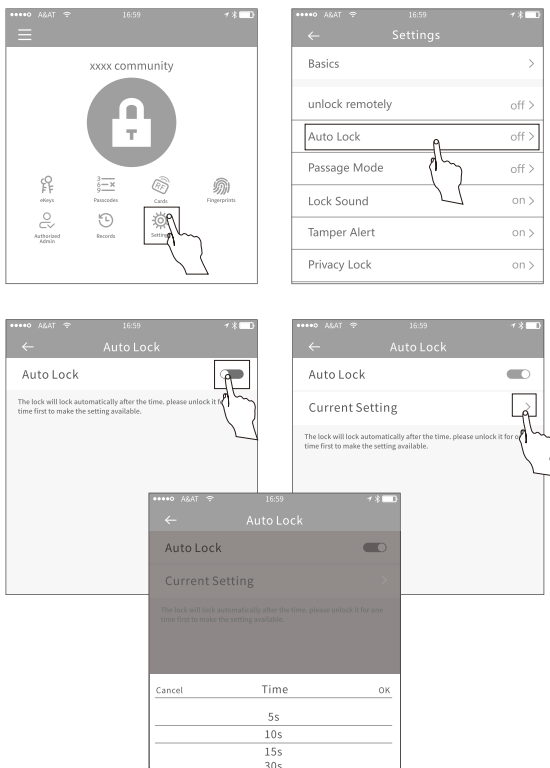 A&AT 16:59
xxxx community
T
eKeys
3
6 x
9
Passcodes
RF
Cards
Fingerprints
Authorized
Admin
Records
Setting
A&AT 16:59
Settings
Basics
unlock remotely off
Auto Lock off
Passage Mode off
Lock Sound on
Tamper Alert on
Privacy Lock on
A&AT 16:59
Auto Lock
Auto Lock
The lock will lock automatically after the time. please unlock it
time first to make the setting available.
A&AT 16:59
Auto Lock
Auto Lock
Current Setting
The lock will lock automatically after the time. please unlock it for
time first to make the setting available.
A&AT 16:59
Auto Lock
Auto Lock
Current Setting
The lock will lock automatically after the time. please unlock it for one
time first to make the setting available.
Cancel Time OK
5s
10s
15s
30s